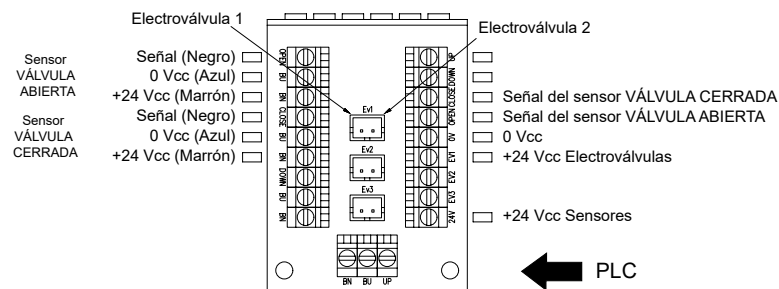 Electroválvula 1
Electroválvula 2
Sensor
VÁLVULA
ABIERTA
Señal (Negro)
0 Vcc (Azul)
+24 Vcc (Marrón)
Sensor
VÁLVULA
CERRADA
Señal (Negro)
0 Vcc (Azul)
+24 Vcc (Marrón)
OPEN
BU
BN
CLOSE
BU
BN
DOWN
BU
BN
Ev1
Ev2
Ev3
UP
DOWN
CLOSE
OPEN
0V
EV1
EV2
EV3
24V
Señal del sensor VÁLVULA CERRADA
Señal del sensor VÁLVULA ABIERTA
0 Vcc
+24 Vcc Electroválvulas
+24 Vcc Sensores
BN BU UP
PLC